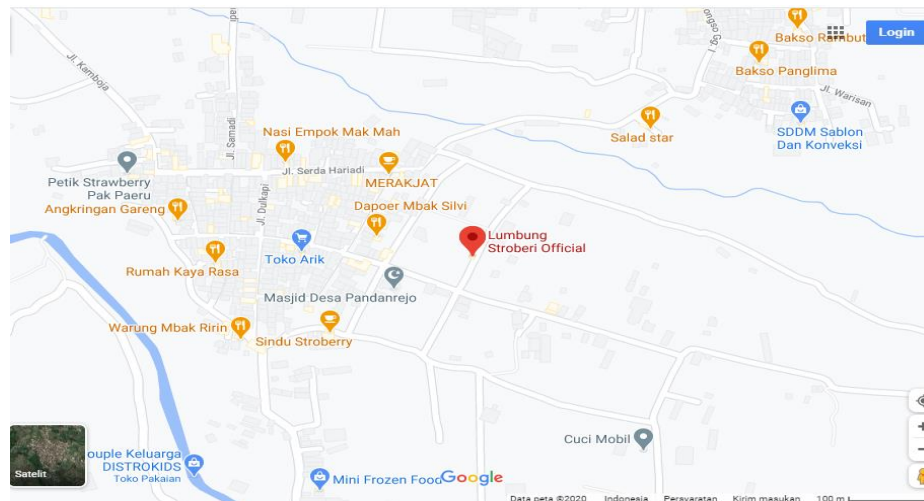 Login
Bakso Rambut
Bakso Panglima
Jl. Warisan
Jl. Kamboja
Jl. Samadi
Salad star
SDDM Sablon
Dan Konveksi
Nasi Empok Mak Mah
Jl. Serda Hariadi
MERAKJAT
Petik Strawberry
Pak Paeru
Angkringan Gareng
Jl. Dulkapi
Dapoer Mbak Silvi
Lumbung
Stroberi Official
Toko Arik
Rumah Kaya Rasa
Masjid Desa Pandanrejo
Warung Mbak Ririn
Sindu Stroberry
Cuci Mobil
Satelit
ouple Keluarga
DISTROKIDS
Toko Pakaian
Mini Frozen Food
Google
Data peta ©2020 Indonesia Persyaratan Kirim masukan 100 m